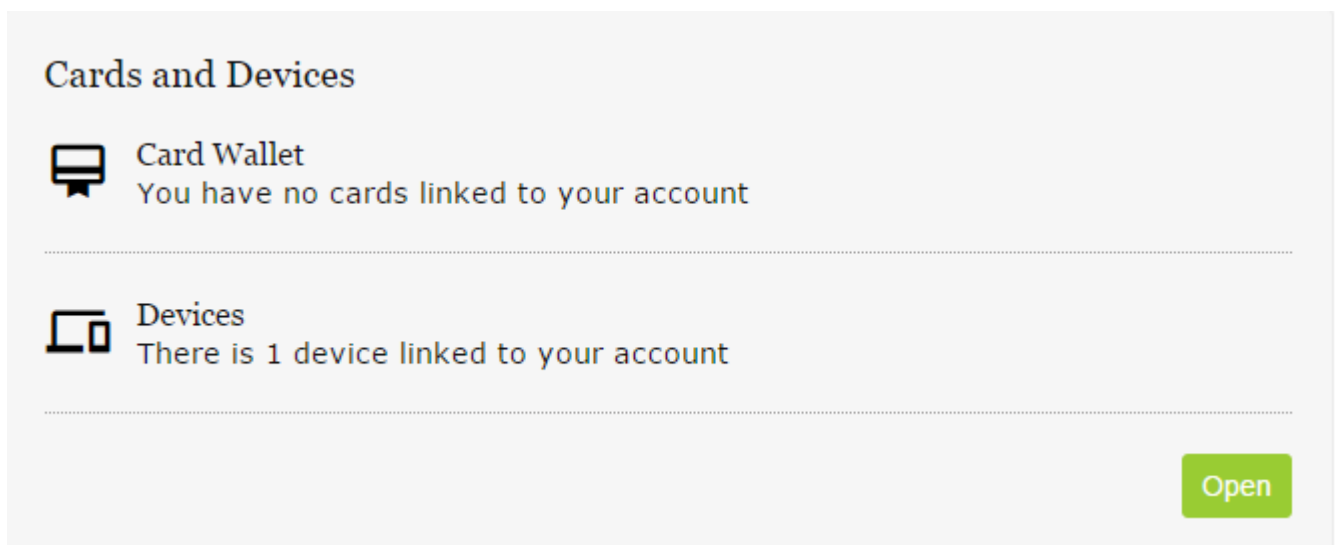 Cards and Devices
Card Wallet
You have no cards linked to your account
Devices
There is 1 device linked to your account
Open